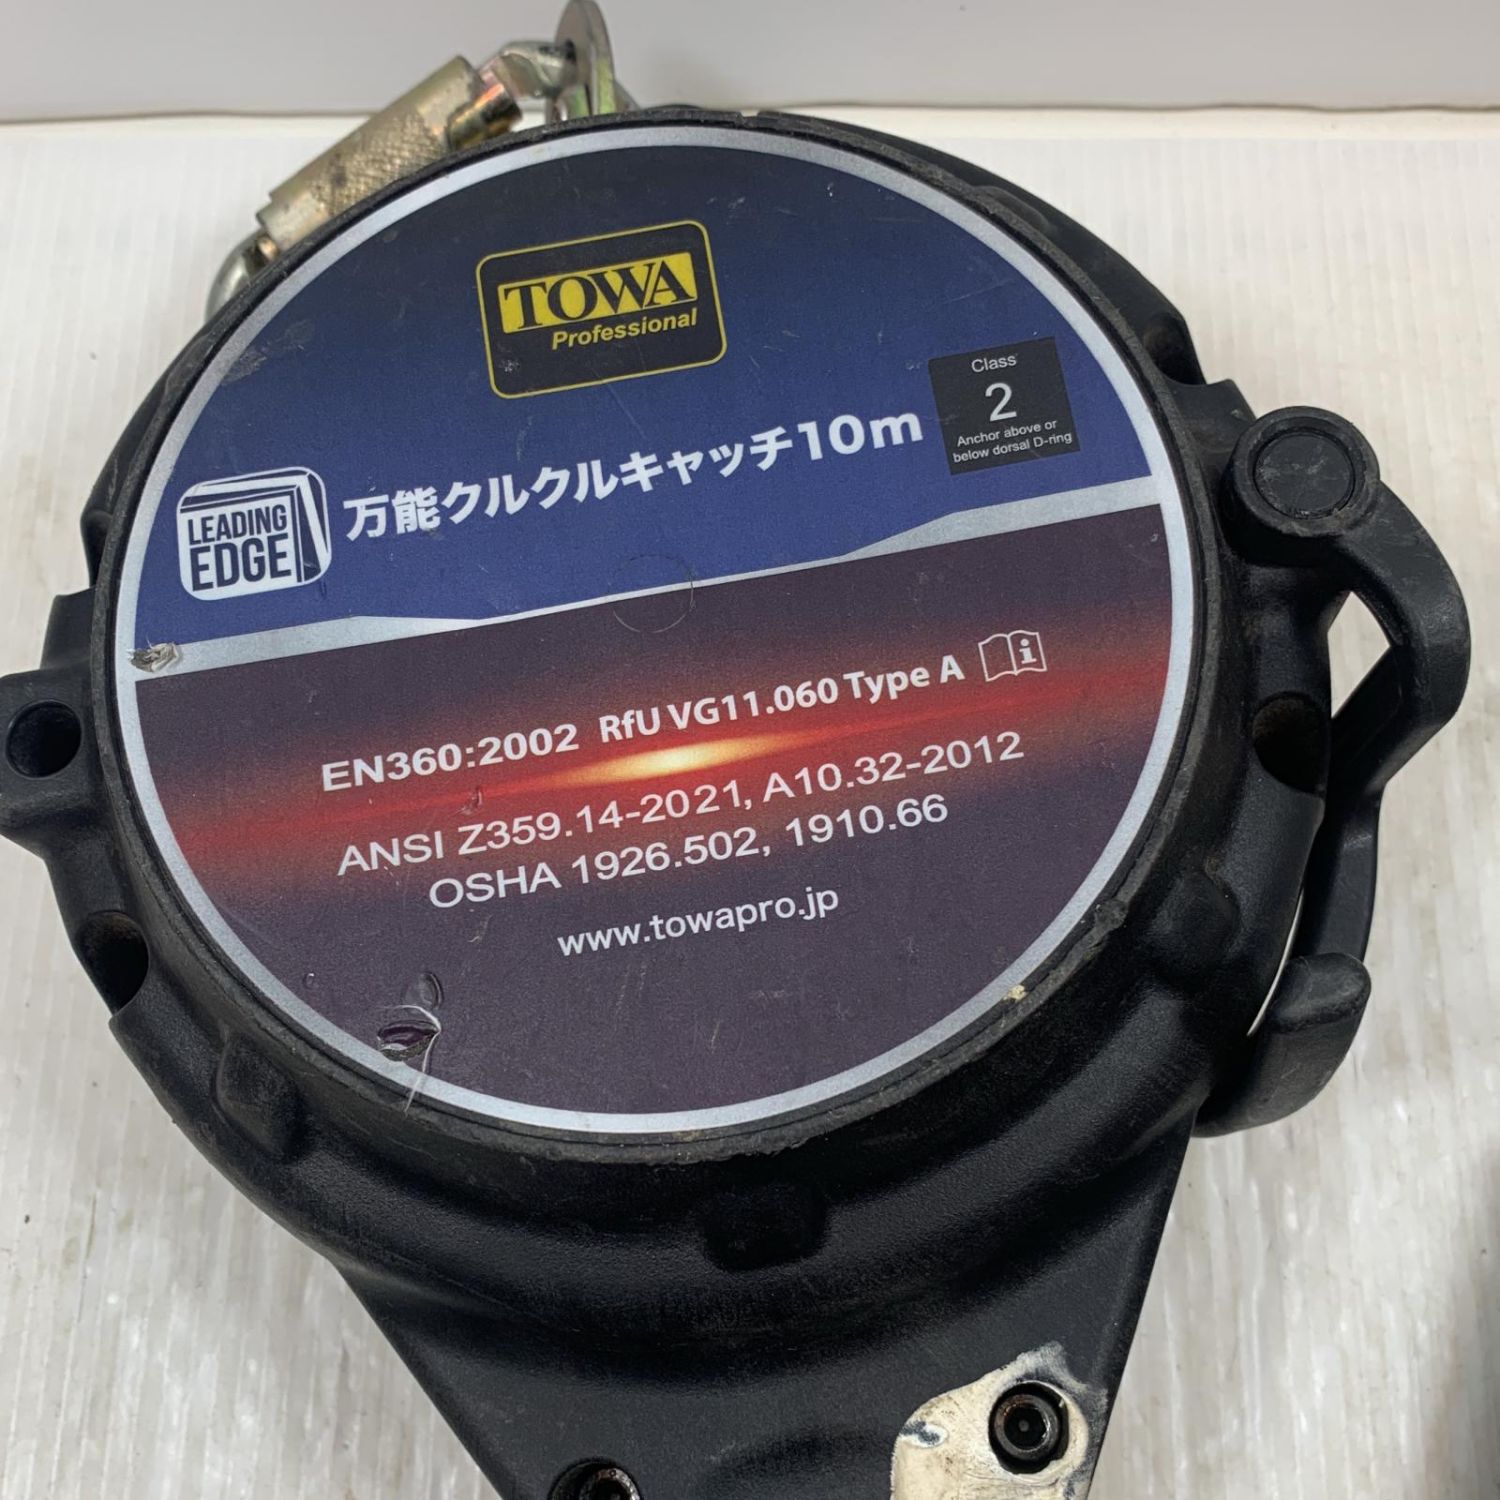 TOWA
Professional
Class
2
Anchor above or
below dorsal D-ring
LEADING
EDGE
万能クルクルキャッチ10m
EN360:2002 RfU VG11.060 Type A
ANSI Z359.14-2021, A10.32-2012
OSHA 1926.502, 1910.66
www.towapro.jp